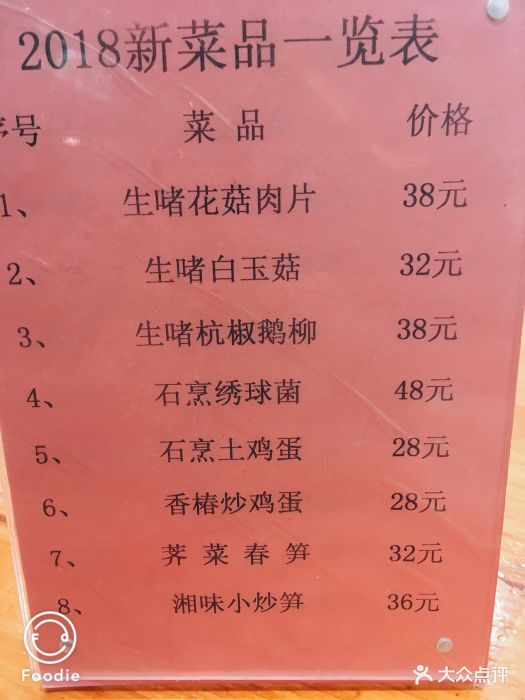 2018新菜品一览表
序号 菜品 价格
1、 生啫花菇肉片 38元
2、 生啫白玉菇 32元
3、 生啫杭椒鹅柳 38元
4、 石烹绣球菌 48元
5、 石烹土鸡蛋 28元
6、 香椿炒鸡蛋 28元
7、 荠菜春笋 32元
8、 湘味小炒笋 36元
Foodie
大众点评